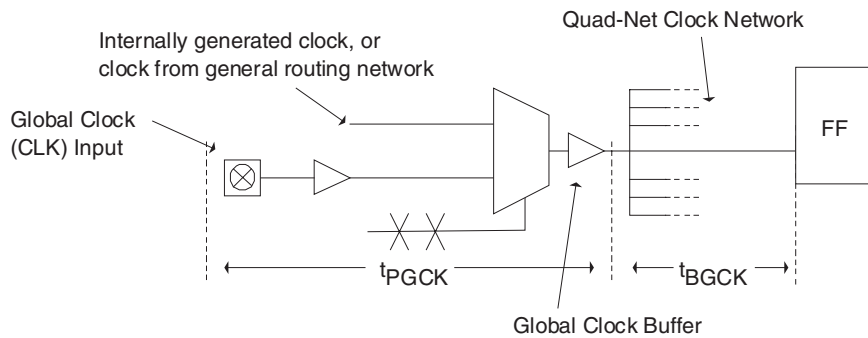 Quad-Net Clock Network
Internally generated clock, or
clock from general routing network
Global Clock
(CLK) Input
FF
tPGCK
tBGCK
Global Clock Buffer